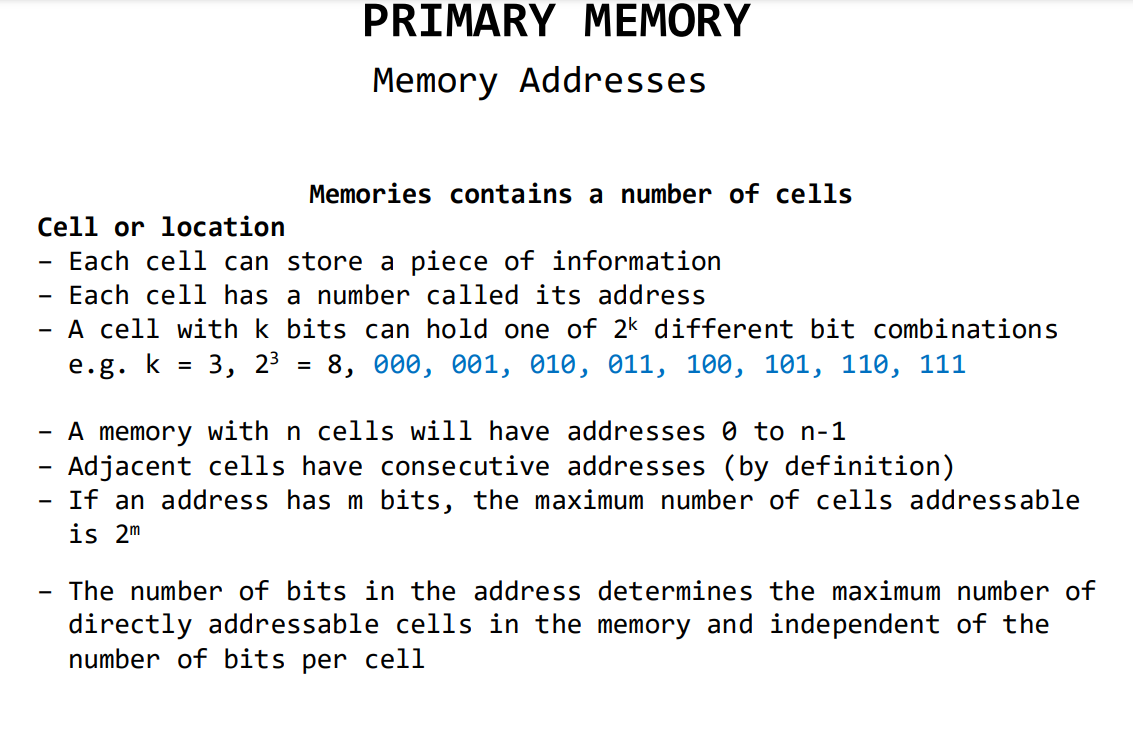 PRIMARY MEMORY
Memory Addresses
Memories contains a number of cells
Cell or location
– Each cell can store a piece of information
– Each cell has a number called its address
– A cell with k bits can hold one of 2ᵏ different bit combinations
e.g. k = 3, 2³ = 8, 000, 001, 010, 011, 100, 101, 110, 111
– A memory with n cells will have addresses 0 to n-1
– Adjacent cells have consecutive addresses (by definition)
– If an address has m bits, the maximum number of cells addressable
is 2ᵐ
– The number of bits in the address determines the maximum number of
directly addressable cells in the memory and independent of the
number of bits per cell